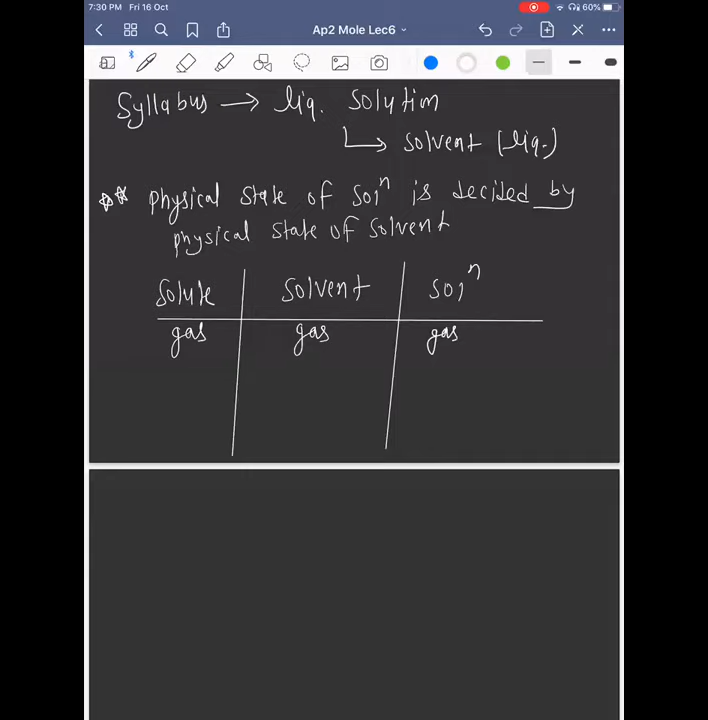 7:30 PM Fri 16 Oct 60%
Ap2 Mole Lec6
Syllabus → liq. solution
↳ solvent (liq.)
** physical state of solⁿ is decided by
physical state of solvent
solute solvent solⁿ
gas gas gas